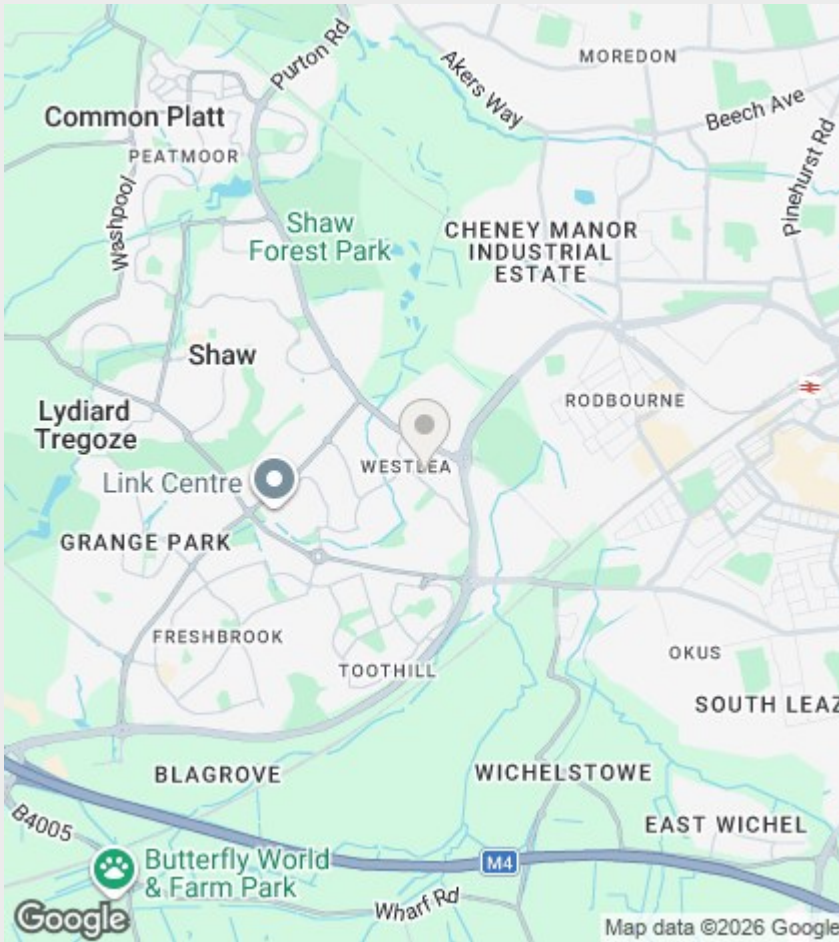 Purton Rd
Akers Way
MOREDON
Beech Ave
Common Platt
PEATMOOR
Pinehurst Rd
Washpool
Shaw
Forest Park
CHENEY MANOR
INDUSTRIAL
ESTATE
Shaw
RODBOURNE
Lydiard
Tregoze
WESTLEA
Link Centre
GRANGE PARK
FRESHBROOK
OKUS
TOOTHILL
SOUTH LEAZ
BLAGROVE
WICHELSTOWE
B4005
EAST WICHEL
M4
Butterfly World
& Farm Park
Wharf Rd
Google
Map data ©2026 Google